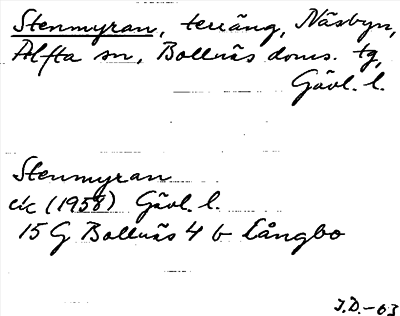 Stenmyran, terräng, Näsbyn,
Alfta sn, Bollnäs doms. tg,
Gävl. l.
Stenmyran
ek (1958) Gävl. l.
15 G Bollnäs 4 b Långbo
J.D.-63